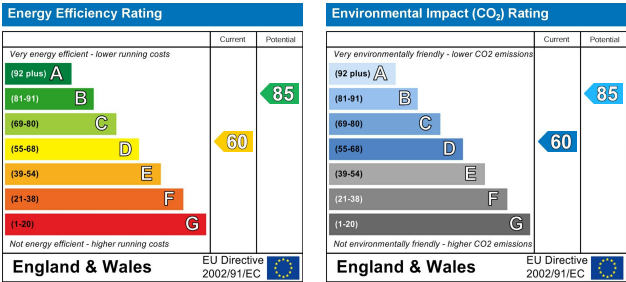 Energy Efficiency Rating
Current Potential
Very energy efficient - lower running costs
(92 plus) A
(81-91) B
(69-80) C
(55-68) D
(39-54) E
(21-38) F
(1-20) G
60
85
Not energy efficient - higher running costs
England & Wales
EU Directive
2002/91/EC
Environmental Impact (CO₂) Rating
Current Potential
Very environmentally friendly - lower CO2 emissions
(92 plus) A
(81-91) B
(69-80) C
(55-68) D
(39-54) E
(21-38) F
(1-20) G
60
85
Not environmentally friendly - higher CO2 emissions
England & Wales
EU Directive
2002/91/EC